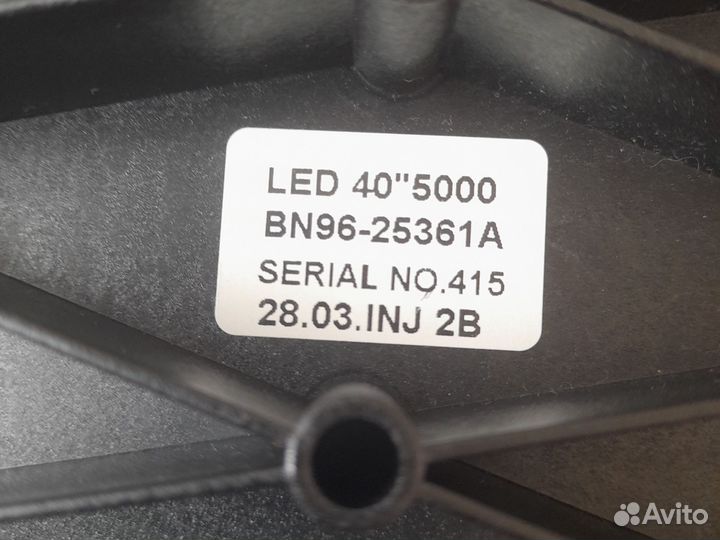 LED 40"5000
BN96-25361A
SERIAL NO.415
28.03.INJ 2B
Avito